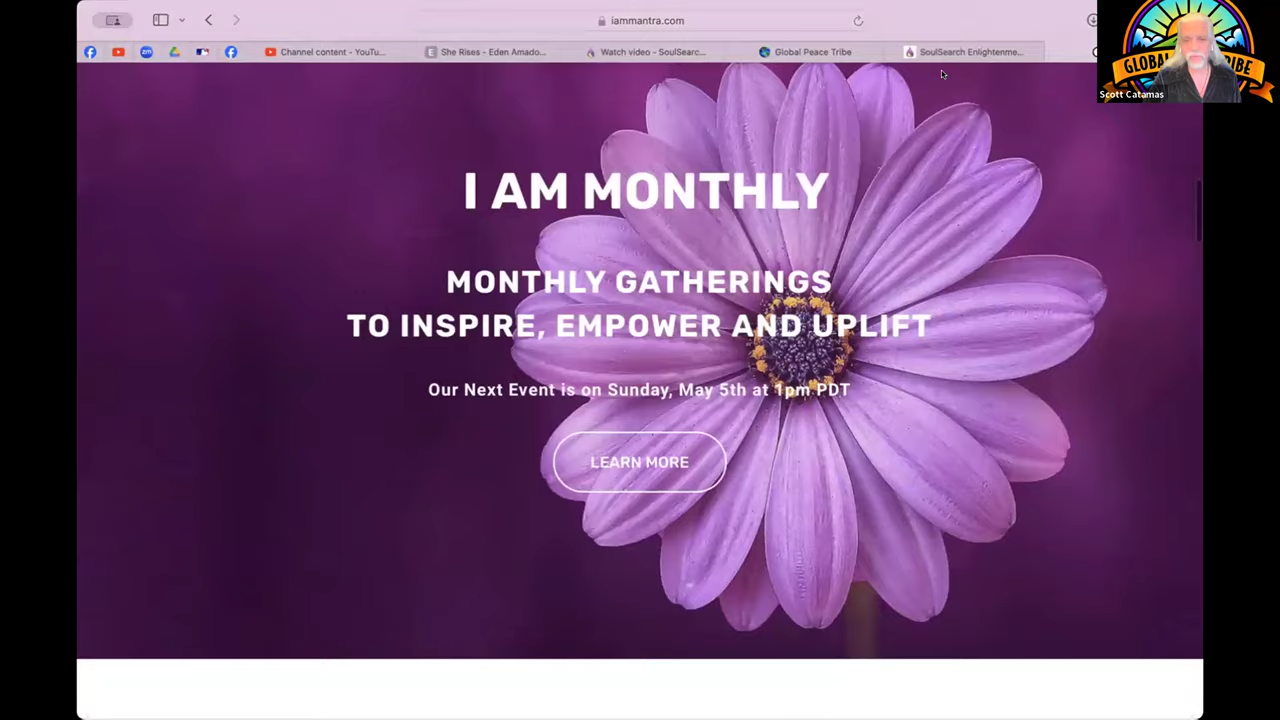 iammantra.com
zm
Channel content - YouTu...
E
She Rises - Eden Amado...
Watch video - SoulSearc...
Global Peace Tribe
SoulSearch Enlightenme...
GLOBAL
IBE
Scott Catamas
I AM MONTHLY
MONTHLY GATHERINGS
TO INSPIRE, EMPOWER AND UPLIFT
Our Next Event is on Sunday, May 5th at 1pm PDT
LEARN MORE